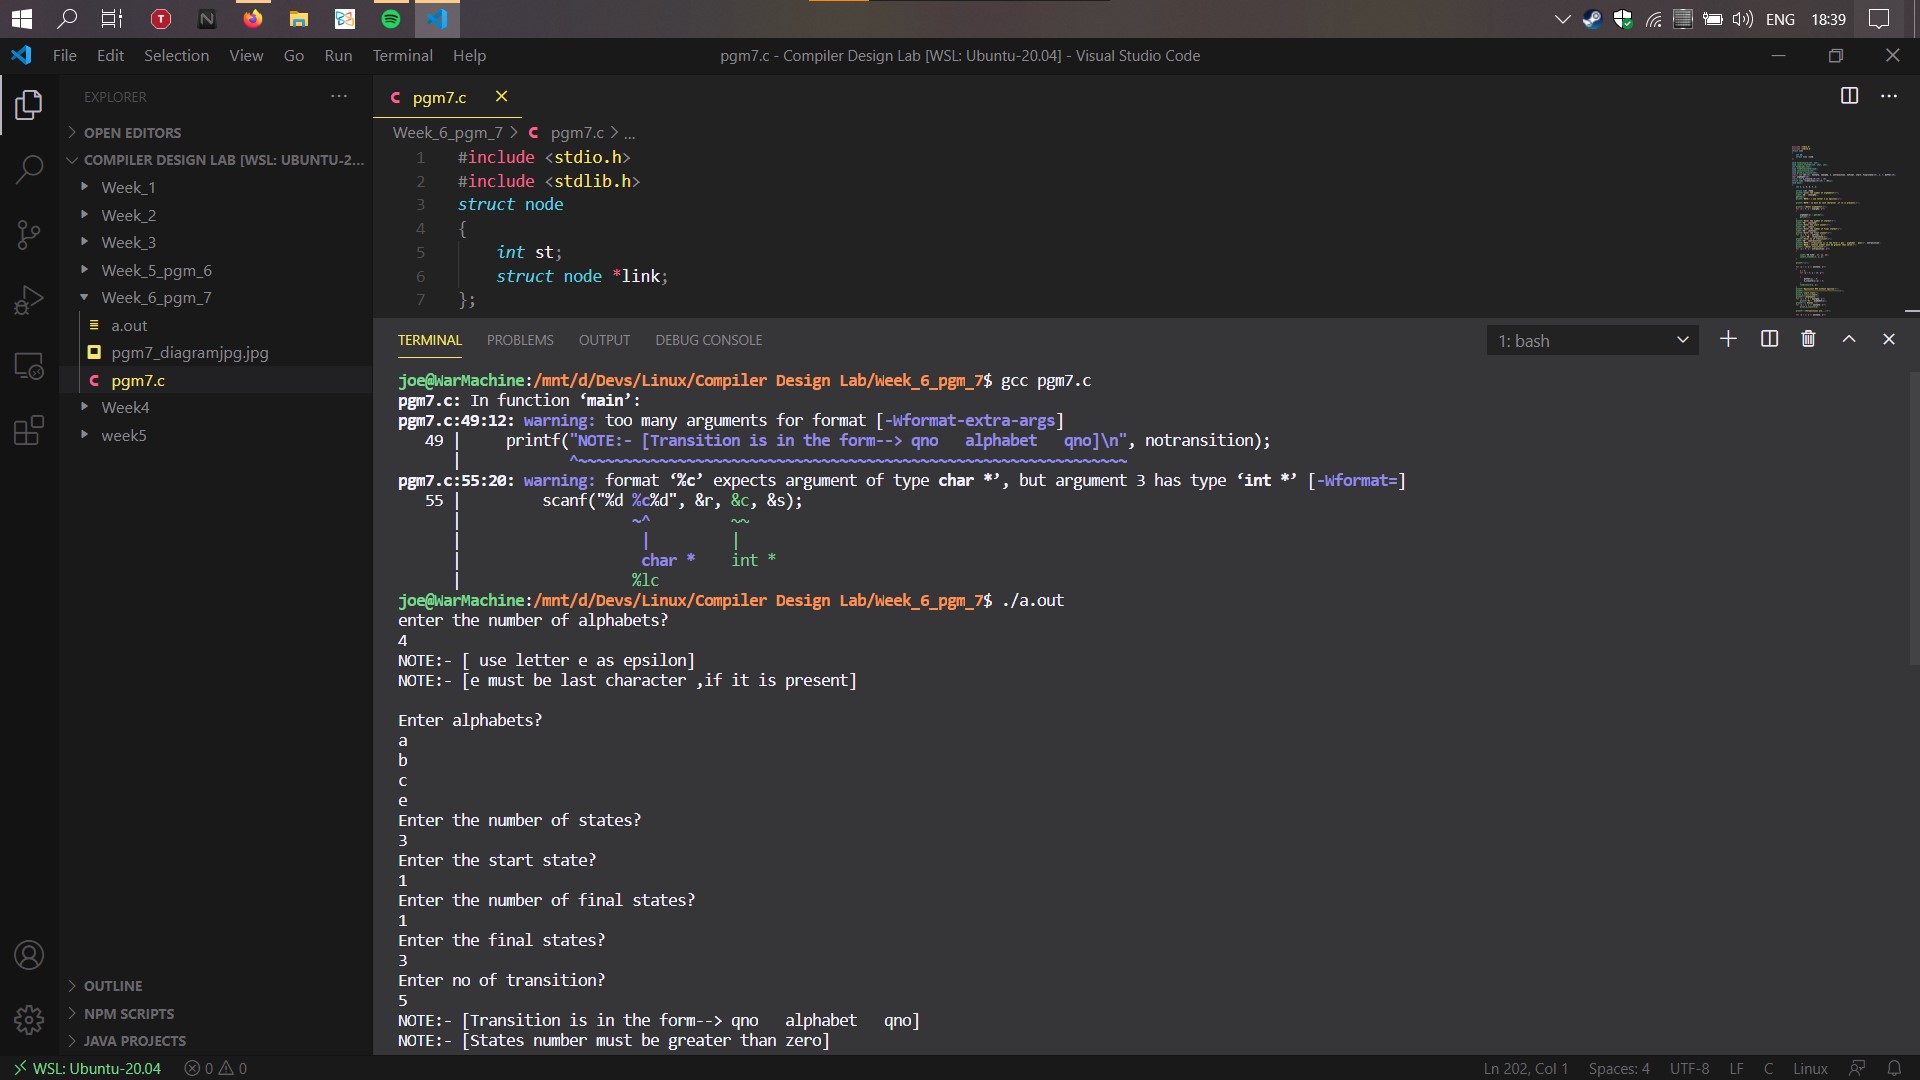 ENG 18:39
File Edit Selection View Go Run Terminal Help
pgm7.c - Compiler Design Lab [WSL: Ubuntu-20.04] - Visual Studio Code
EXPLORER
OPEN EDITORS
COMPILER DESIGN LAB [WSL: UBUNTU-2...
Week_1
Week_2
Week_3
Week_5_pgm_6
Week_6_pgm_7
a.out
pgm7_diagramjpg.jpg
C pgm7.c
Week4
week5
OUTLINE
NPM SCRIPTS
JAVA PROJECTS
C pgm7.c
Week_6_pgm_7 > C pgm7.c > ...
1 #include <stdio.h>
2 #include <stdlib.h>
3 struct node
4 {
5 int st;
6 struct node *link;
7 };
TERMINAL PROBLEMS OUTPUT DEBUG CONSOLE
1: bash
joe@WarMachine:/mnt/d/Devs/Linux/Compiler Design Lab/Week_6_pgm_7$ gcc pgm7.c
pgm7.c: In function ‘main’:
pgm7.c:49:12: warning: too many arguments for format [-Wformat-extra-args]
49 | printf("NOTE:- [Transition is in the form--> qno   alphabet   qno]\n", notransition);
| ^~~~~~~~~~~~~~~~~~~~~~~~~~~~~~~~~~~~~~~~~~~~~~~~~~~~~~~~~~~~~~
pgm7.c:55:20: warning: format ‘%c’ expects argument of type char *’, but argument 3 has type ‘int *’ [-Wformat=]
55 | scanf("%d %c%d", &r, &c, &s);
| ~^ ~~
| | |
| char * int *
| %lc
joe@WarMachine:/mnt/d/Devs/Linux/Compiler Design Lab/Week_6_pgm_7$ ./a.out
enter the number of alphabets?
4
NOTE:- [ use letter e as epsilon]
NOTE:- [e must be last character ,if it is present]
Enter alphabets?
a
b
c
e
Enter the number of states?
3
Enter the start state?
1
Enter the number of final states?
1
Enter the final states?
3
Enter no of transition?
5
NOTE:- [Transition is in the form--> qno   alphabet   qno]
NOTE:- [States number must be greater than zero]
WSL: Ubuntu-20.04 0 0
Ln 202, Col 1 Spaces: 4 UTF-8 LF C Linux